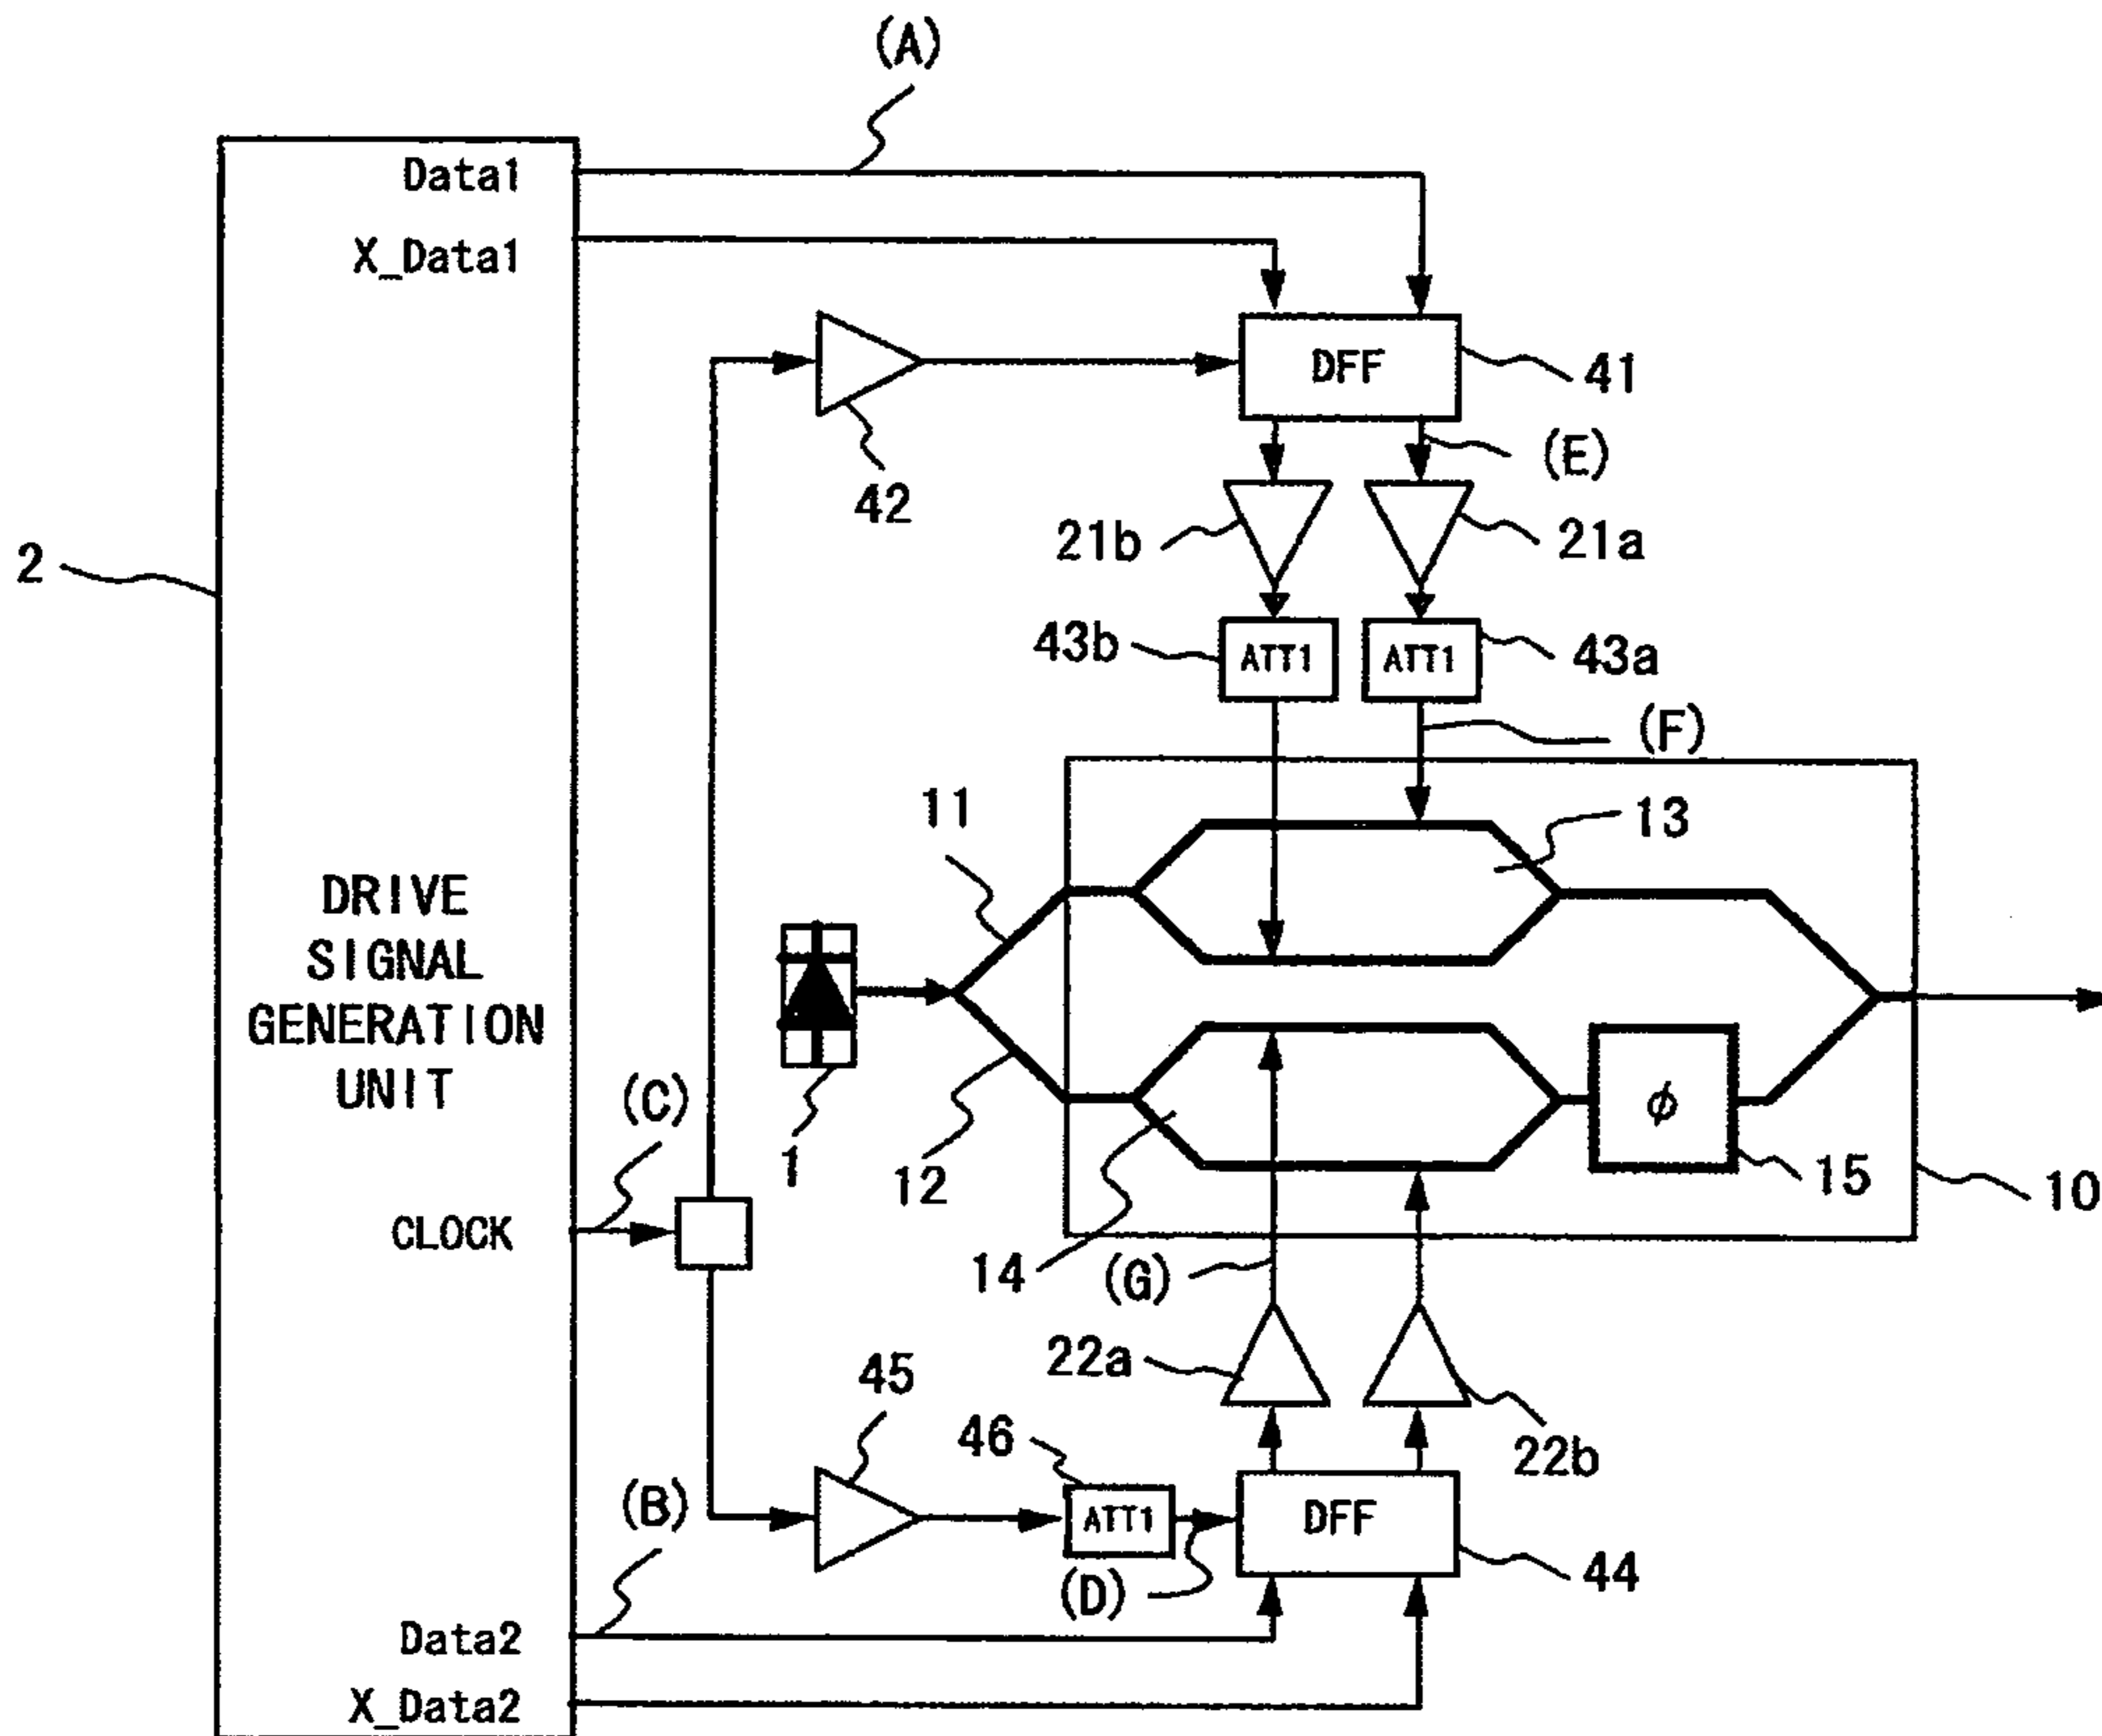 (A)
Data1
X_Data1
DFF
41
(E)
42
21b
21a
2
43b
ATT1
ATT1
43a
(F)
11
13
DRIVE
SIGNAL
GENERATION
UNIT
(C)
φ
1
12
15
10
CLOCK
14
(G)
22a
45
46
22b
(B)
ATT1
DFF
(D)
44
Data2
X_Data2